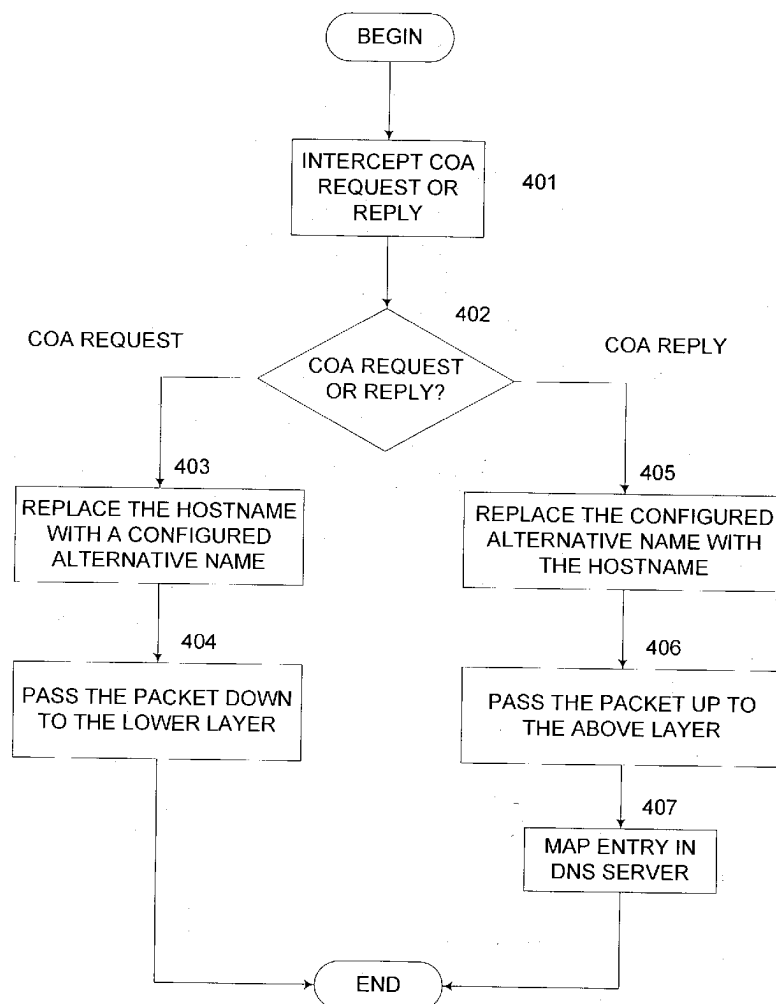 BEGIN
INTERCEPT COA
REQUEST OR
REPLY
401
402
COA REQUEST
COA REPLY
COA REQUEST
OR REPLY?
403
405
REPLACE THE HOSTNAME
WITH A CONFIGURED
ALTERNATIVE NAME
REPLACE THE CONFIGURED
ALTERNATIVE NAME WITH
THE HOSTNAME
404
406
PASS THE PACKET DOWN
TO THE LOWER LAYER
PASS THE PACKET UP TO
THE ABOVE LAYER
407
MAP ENTRY IN
DNS SERVER
END